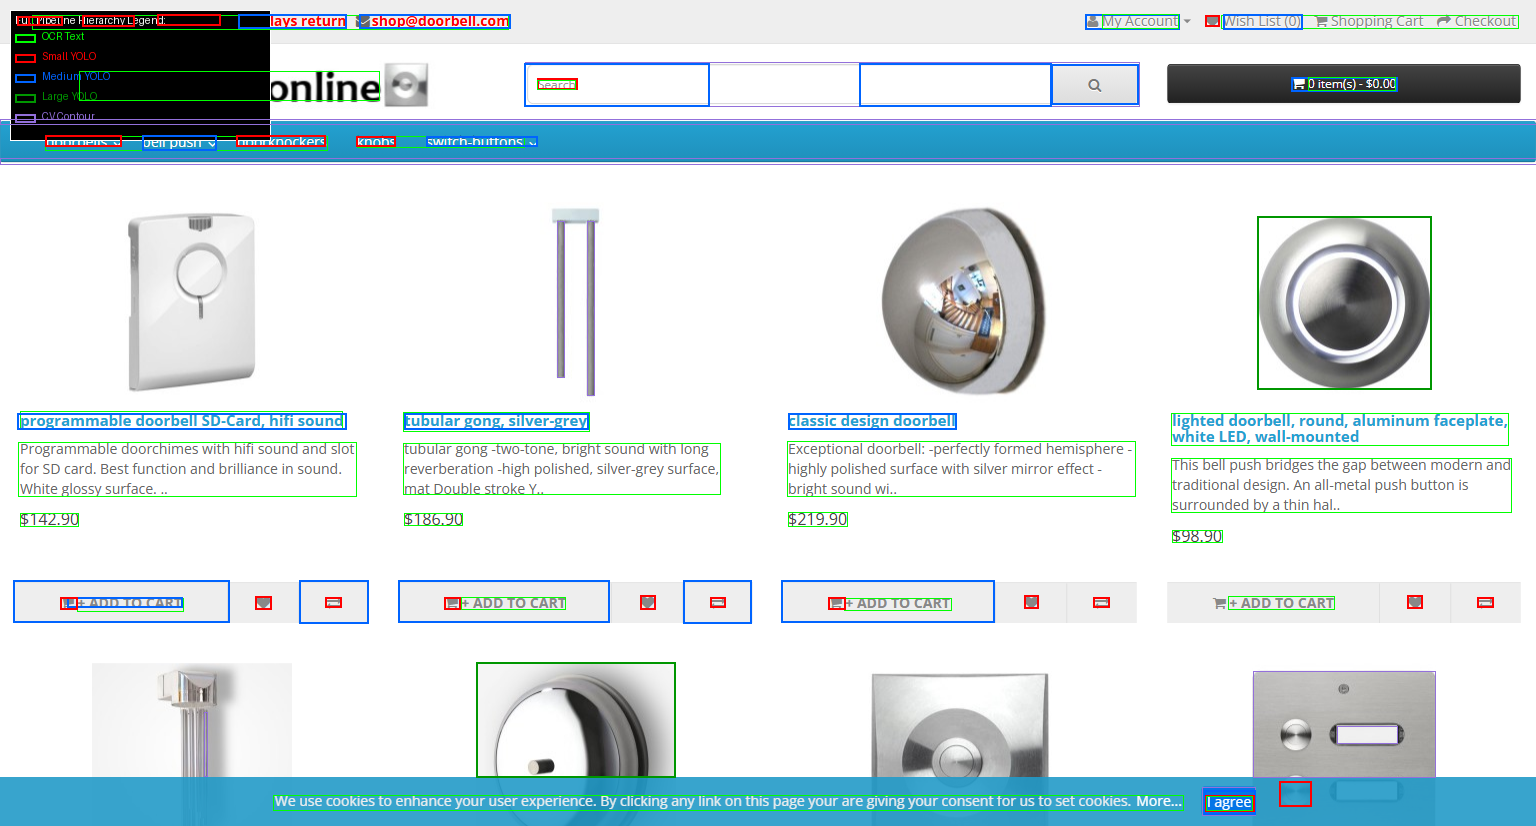 Full Pipeline Hierarchy Legend:
OCR Text
Small YOLO
Medium YOLO
Large YOLO
CV Contour
days return
shop@doorbell.com
My Account
Wish List (0)
Shopping Cart
Checkout
online
Search
0 item(s) - $0.00
doorbells
bell push
doorknockers
knobs
switch-buttons
programmable doorbell SD-Card, hifi sound
Programmable doorchimes with hifi sound and slot
for SD card. Best function and brilliance in sound.
White glossy surface. ..
$142.90
+ ADD TO CART
tubular gong, silver-grey
tubular gong -two-tone, bright sound with long
reverberation -high polished, silver-grey surface,
mat Double stroke Y..
$186.90
+ ADD TO CART
classic design doorbell
Exceptional doorbell: -perfectly formed hemisphere -
highly polished surface with silver mirror effect -
bright sound wi..
$219.90
+ ADD TO CART
lighted doorbell, round, aluminum faceplate,
white LED, wall-mounted
This bell push bridges the gap between modern and
traditional design. An all-metal push button is
surrounded by a thin hal..
$98.90
+ ADD TO CART
We use cookies to enhance your user experience. By clicking any link on this page your are giving your consent for us to set cookies. More...
I agree